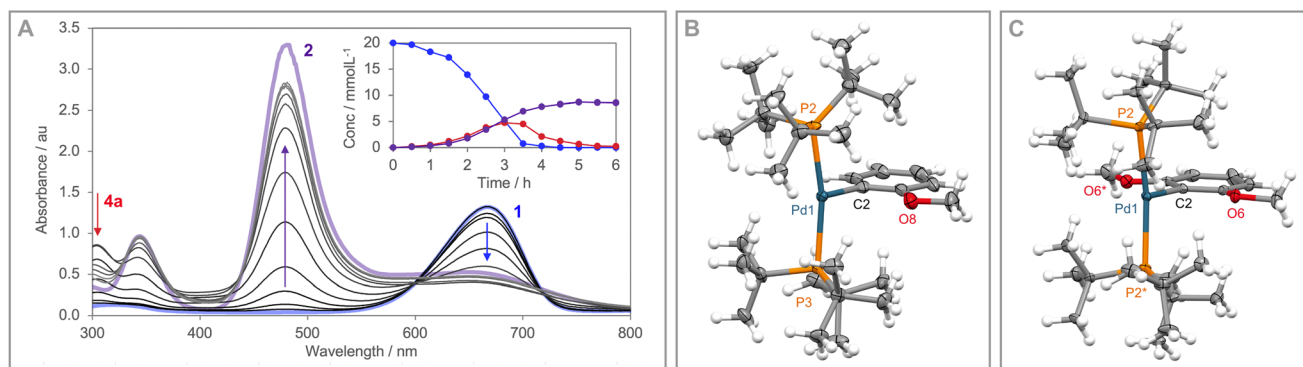 A
B
C
3.5
3.0
2.5
2.0
1.5
1.0
0.5
0.0
Absorbance / au
300 400 500 600 700 800
Wavelength / nm
4a
2
1
20
15
10
5
0
Conc / mmolL-1
0 1 2 3 4 5 6
Time / h
P2
Pd1
C2
O8
P3
P2
O6*
Pd1
C2
O6
P2*